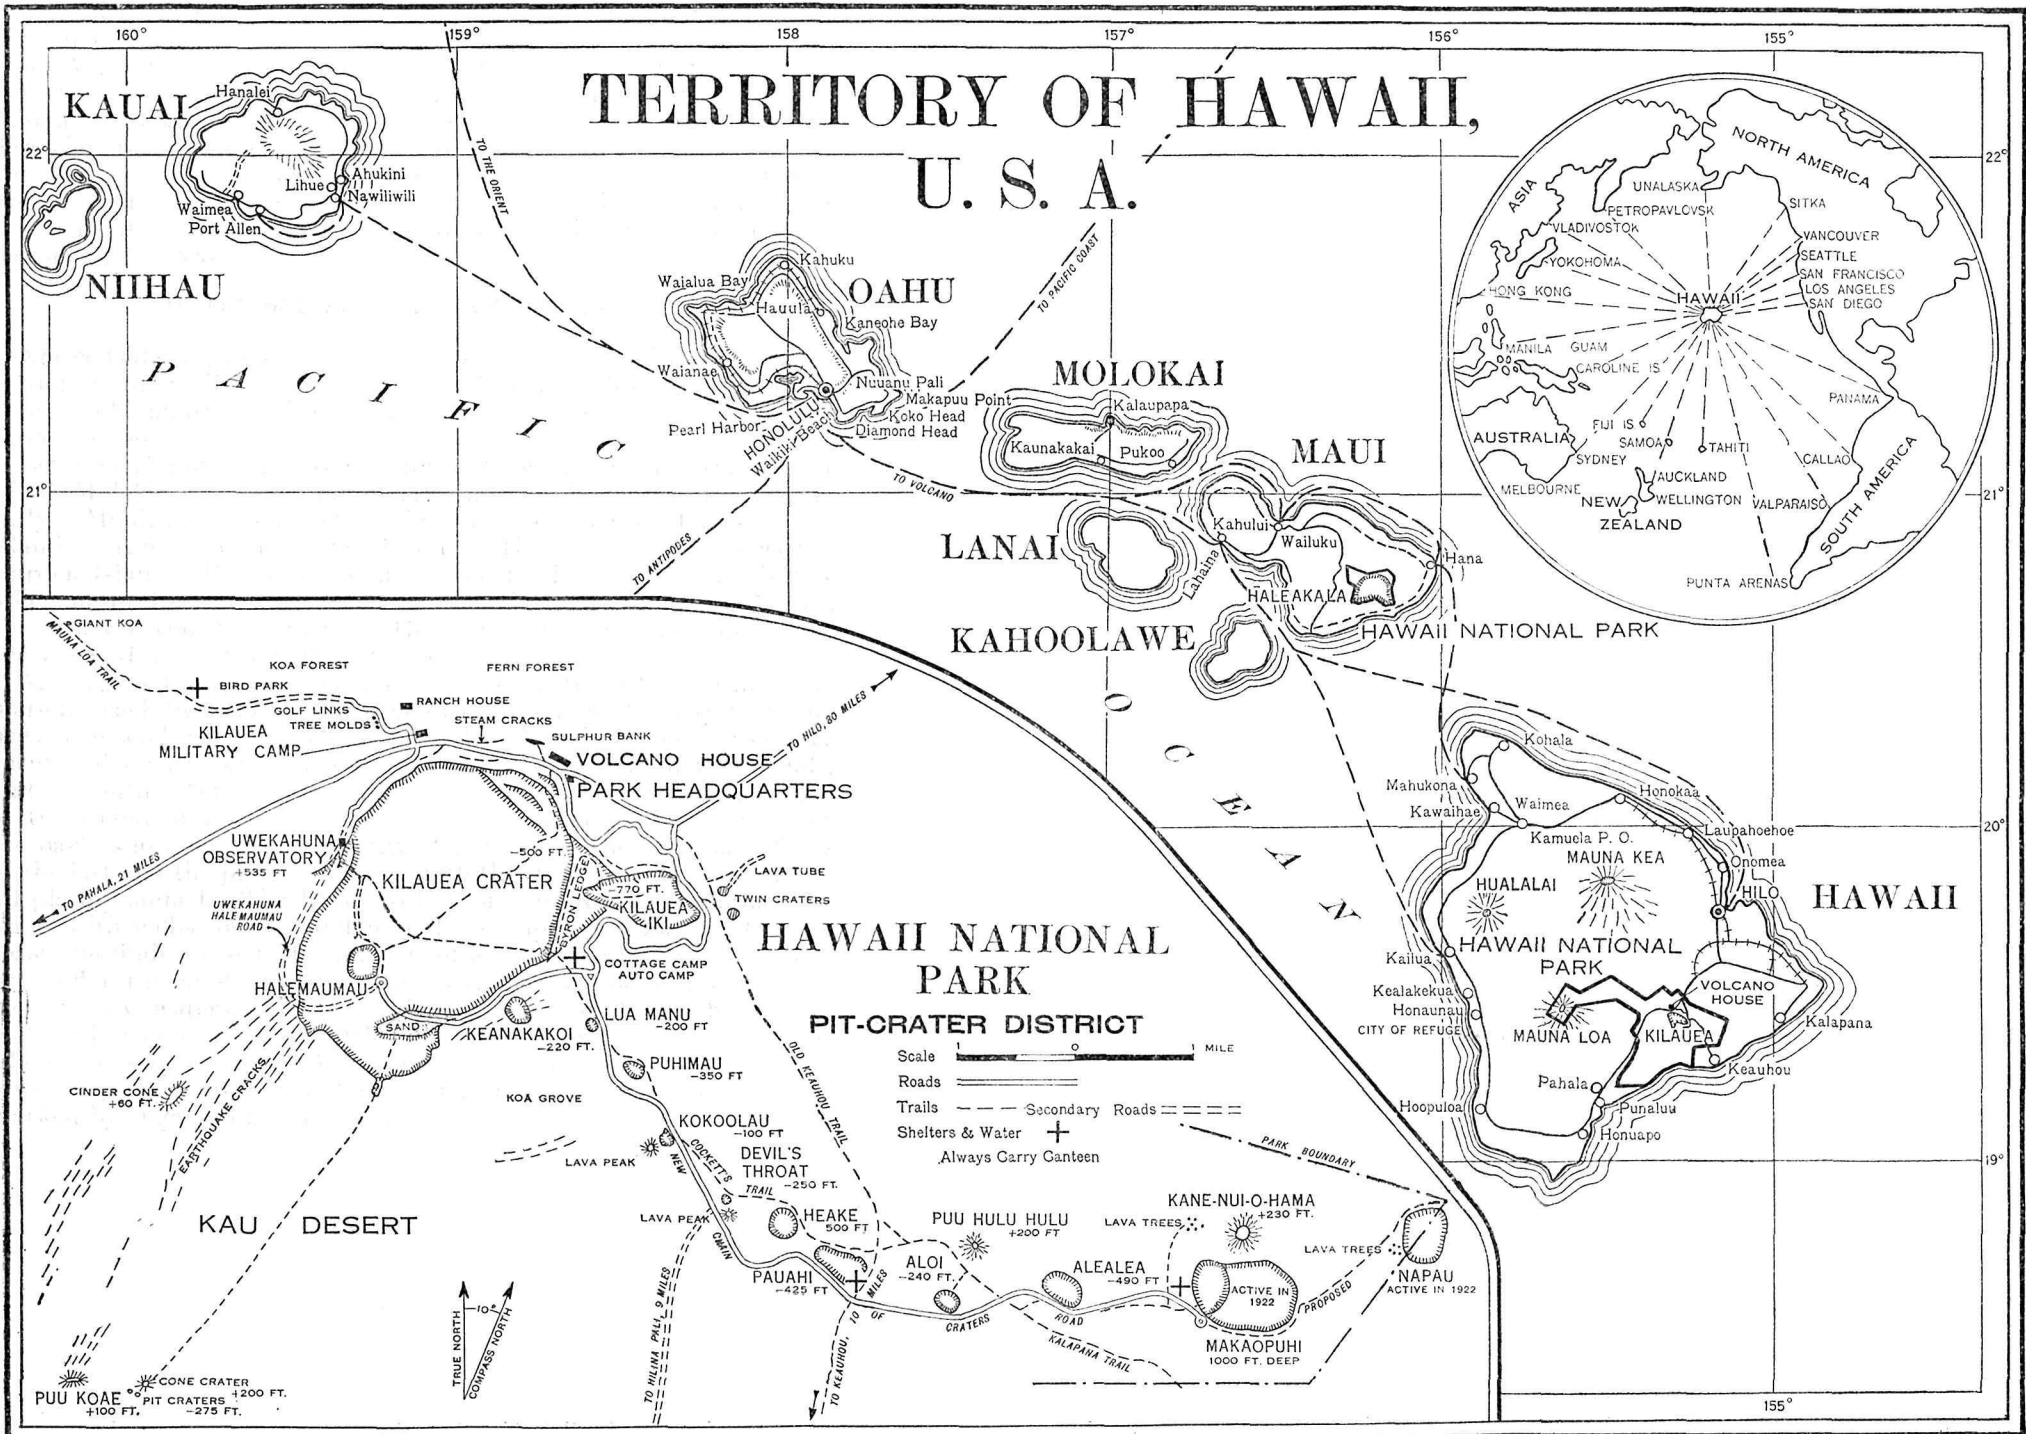 160°
159°
158
157°
156°
155°
TERRITORY OF HAWAII,
U. S. A.
22°
22°
21°
21°
20°
19°
155°
KAUAI
Hanalei
Lihue
Ahukini
Nawiliwili
Waimea
Port Allen
NIIHAU
TO THE ORIENT
PACIFIC
OCEAN
OAHU
Kahuku
Waialua Bay
Hauula
Kaneohe Bay
Waianae
Nuuanu Pali
Makapuu Point
Koko Head
Diamond Head
Pearl Harbor
HONOLULU
Waikiki Beach
TO PACIFIC COAST
TO VOLCANO
TO ANTIPODES
MOLOKAI
Kalaupapa
Kaunakakai
Pukoo
MAUI
Kahului
Wailuku
Lahaina
Hana
HALEAKALA
HAWAII NATIONAL PARK
LANAI
KAHOOLAWE
NORTH AMERICA
ASIA
UNALASKA
PETROPAVLOVSK
SITKA
VLADIVOSTOK
VANCOUVER
YOKOHOMA
SEATTLE
SAN FRANCISCO
HONG KONG
LOS ANGELES
HAWAII
SAN DIEGO
MANILA
GUAM
CAROLINE IS
PANAMA
FIJI IS
AUSTRALIA
SAMOA
TAHITI
SYDNEY
CALLAO
AUCKLAND
MELBOURNE
WELLINGTON
NEW
ZEALAND
VALPARAISO
SOUTH AMERICA
PUNTA ARENAS
HAWAII
Kohala
Mahukona
Kawaihae
Waimea
Honokaa
Kamuela P. O.
Laupahoehoe
MAUNA KEA
Onomea
HUALALAI
HILO
HAWAII NATIONAL
PARK
Kailua
Kealakekua
Honaunau
CITY OF REFUGE
VOLCANO
HOUSE
MAUNA LOA
KILAUEA
Kalapana
Keauhou
Pahala
Hoopuloa
Punaluu
Honuapo
GIANT KOA
MAUNA LOA TRAIL
KOA FOREST
FERN FOREST
BIRD PARK
RANCH HOUSE
GOLF LINKS
TREE MOLDS
STEAM CRACKS
KILAUEA
MILITARY CAMP
SULPHUR BANK
VOLCANO HOUSE
PARK HEADQUARTERS
TO HILO, 30 MILES
UWEKAHUNA
OBSERVATORY
+535 FT
TO PAHALA, 21 MILES
-500 FT.
KILAUEA CRATER
BYRON LEDGE
-770 FT.
KILAUEA
IKI
LAVA TUBE
TWIN CRATERS
UWEKAHUNA
HALEMAUMAU
ROAD
COTTAGE CAMP
AUTO CAMP
HALEMAUMAU
SAND
KEANAKAKOI
-220 FT.
LUA MANU
-200 FT
PUHIMAU
-350 FT
CINDER CONE
+60 FT.
EARTHQUAKE CRACKS
KOA GROVE
OLD KEAUHOU TRAIL
KOKOOLAU
-100 FT
LAVA PEAK
DEVIL'S
THROAT
-250 FT.
COCKETT'S
TRAIL
NEW
CHAIN
OF
CRATERS
ROAD
LAVA PEAK
HEAKE
500 FT
KAU DESERT
PAUAHI
-425 FT
ALOI
-240 FT.
PUU HULU HULU
+200 FT
ALEALEA
-490 FT
LAVA TREES
KANE-NUI-O-HAMA
+230 FT.
ACTIVE IN
1922
MAKAOPUHI
1000 FT. DEEP
PROPOSED
LAVA TREES
NAPAU
ACTIVE IN 1922
KALAPANA TRAIL
PARK BOUNDARY
TO HILINA PALI, 9 MILES
TO KEAUHOU, 10 MILES
TRUE NORTH
-10°
COMPASS NORTH
PUU KOAE
+100 FT.
CONE CRATER
+200 FT.
PIT CRATERS
-275 FT.
HAWAII NATIONAL
PARK
PIT-CRATER DISTRICT
Scale 1 0 1 MILE
Roads
Trails Secondary Roads
Shelters & Water
Always Carry Canteen